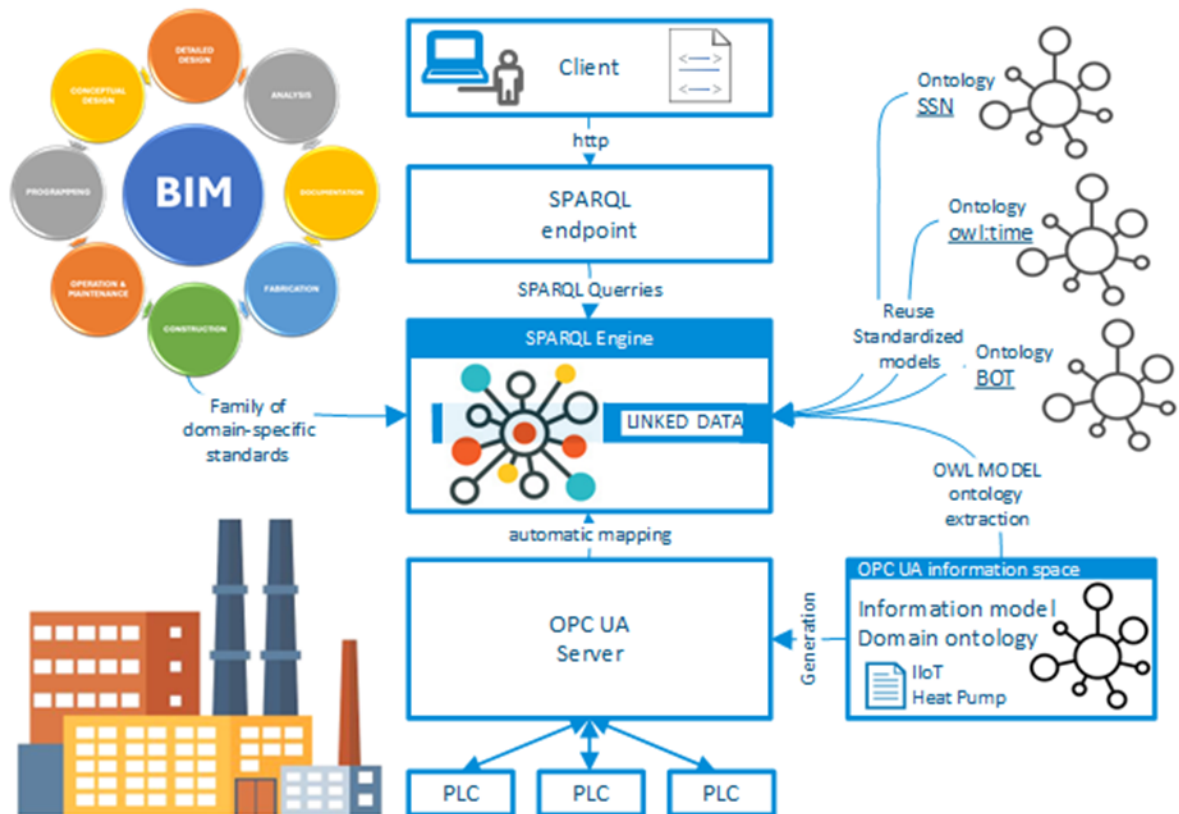 DETAILED
DESIGN
CONCEPTUAL
DESIGN
ANALYSIS
PROGRAMMING
BIM
DOCUMENTATION
OPERATION &
MAINTENANCE
FABRICATION
CONSTRUCTION
Family of
domain-specific
standards
Client
http
SPARQL
endpoint
SPARQL Querries
SPARQL Engine
LINKED DATA
automatic mapping
OPC UA
Server
PLC
PLC
PLC
Ontology
SSN
Ontology
owl:time
Reuse
Standardized
models
Ontology
BOT
OWL MODEL
ontology
extraction
OPC UA information space
Information model
Domain ontology
IIoT
Heat Pump
Generation